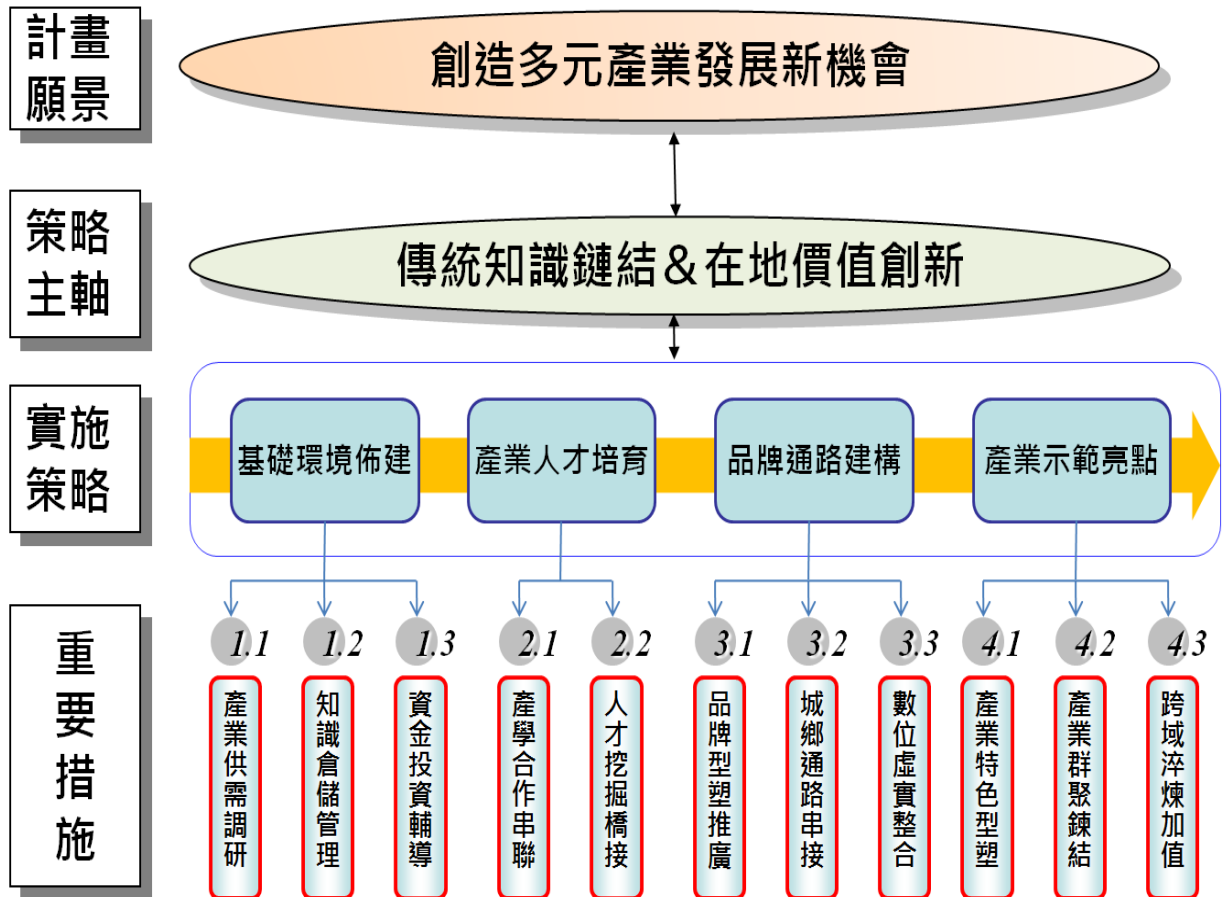 計畫
願景
創造多元產業發展新機會
策略
主軸
傳統知識鏈結＆在地價值創新
實施
策略
基礎環境佈建
產業人才培育
品牌通路建構
產業示範亮點
重要措施
1.1
產業供需調研
1.2
知識倉儲管理
1.3
資金投資輔導
2.1
產學合作串聯
2.2
人才挖掘橋接
3.1
品牌型塑推廣
3.2
城鄉通路串接
3.3
數位虛實整合
4.1
產業特色型塑
4.2
產業群聚鍊結
4.3
跨域淬煉加值